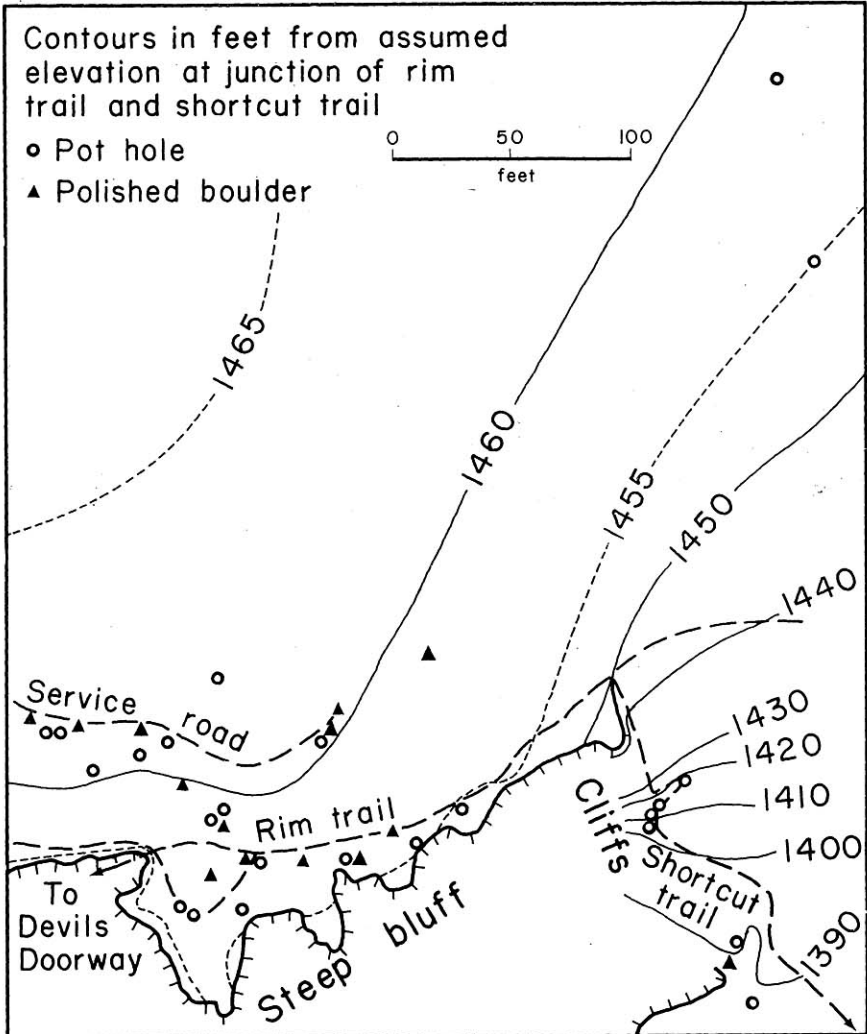 Contours in feet from assumed
elevation at junction of rim
trail and shortcut trail
Pot hole
Polished boulder
0 50 100
feet
1465
1460
1455
1450
1440
1430
1420
1410
1400
1390
Service road
Rim trail
Cliffs
Shortcut
trail
To
Devils
Doorway
Steep bluff